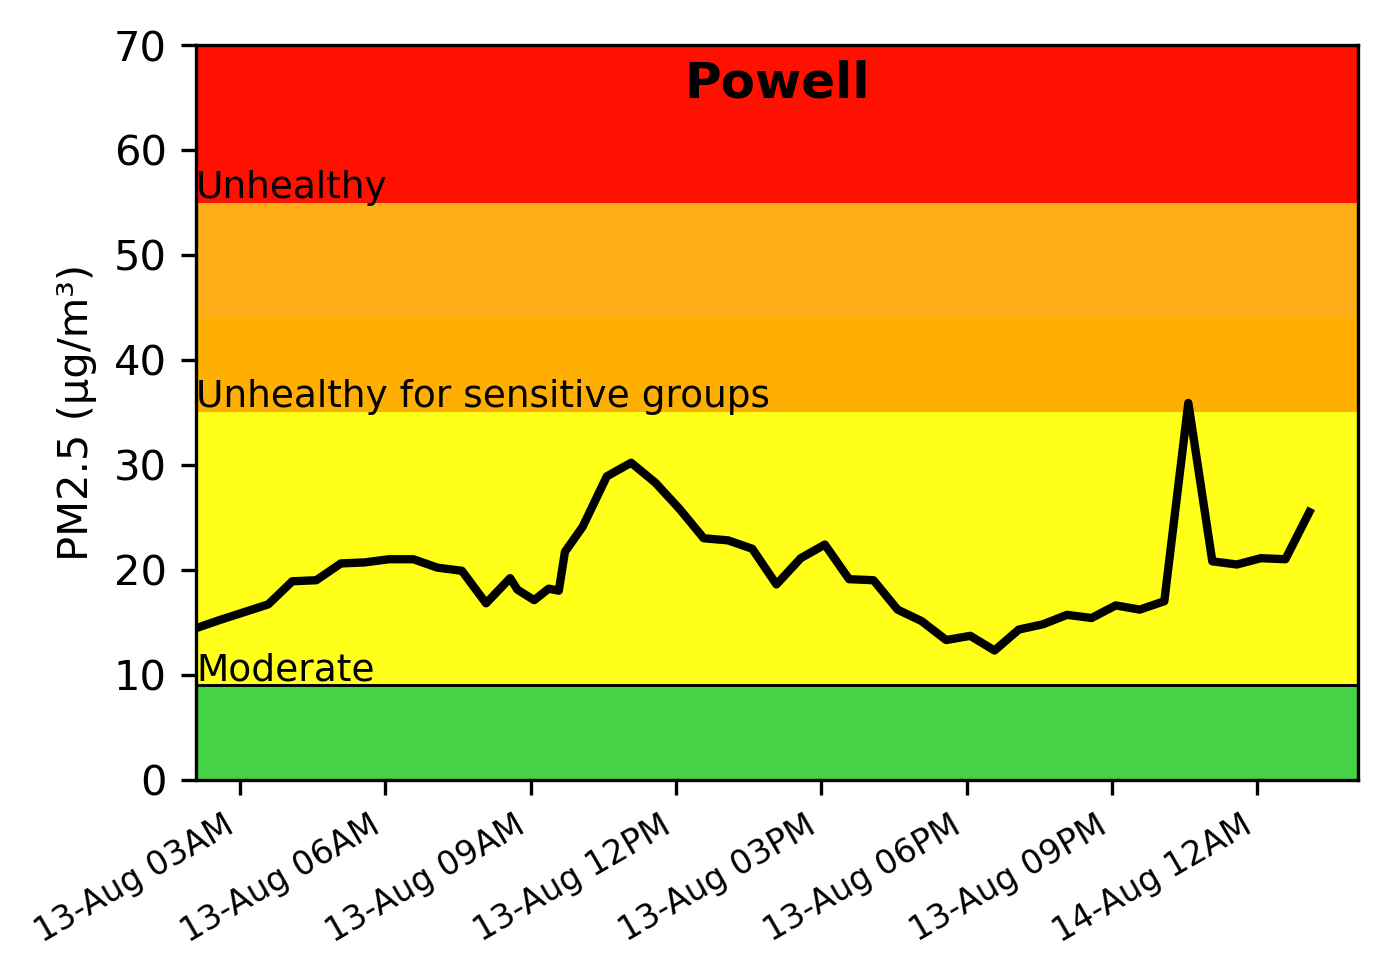 Powell
70
60
50
40
30
20
10
0
PM2.5 (µg/m³)
Unhealthy
Unhealthy for sensitive groups
Moderate
13-Aug 03AM
13-Aug 06AM
13-Aug 09AM
13-Aug 12PM
13-Aug 03PM
13-Aug 06PM
13-Aug 09PM
14-Aug 12AM